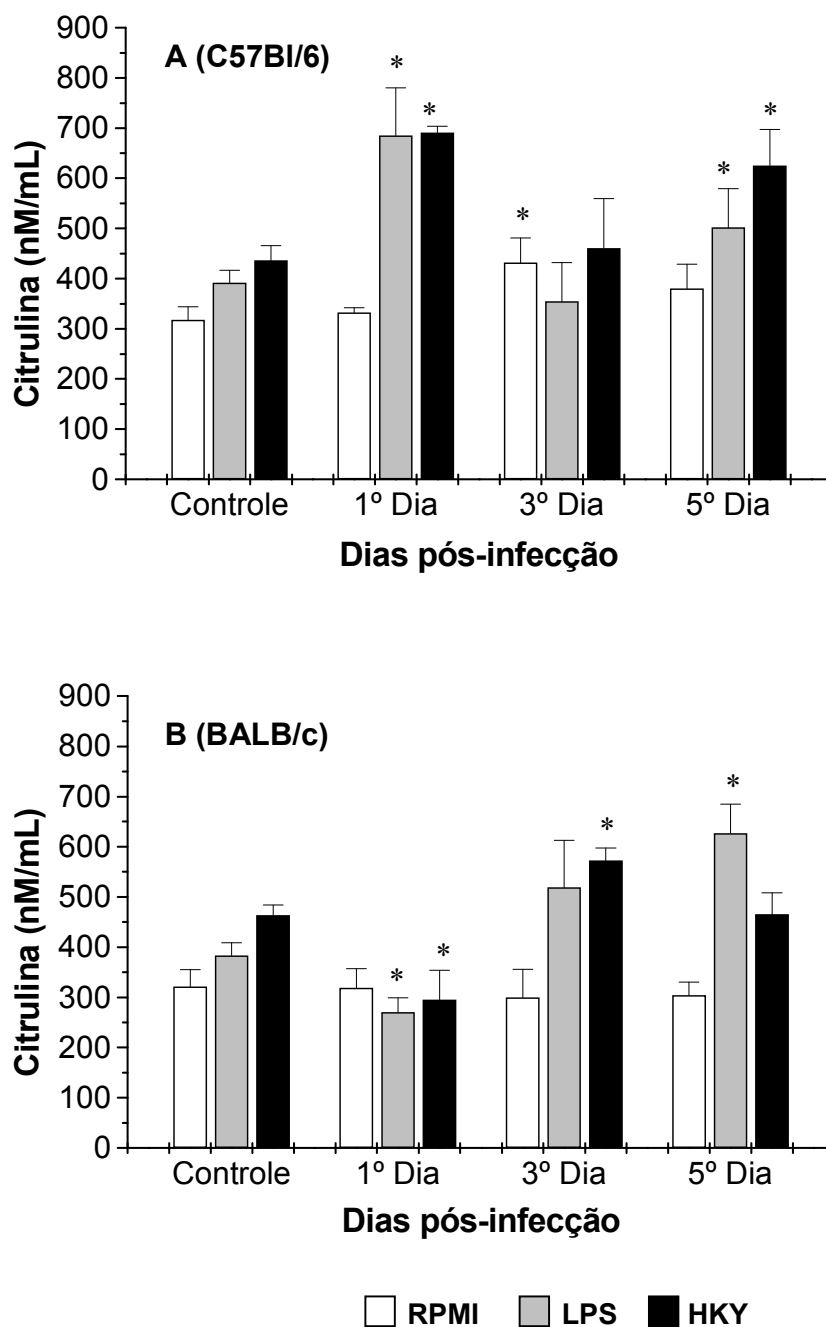 900
A (C57Bl/6)
800
700
600
500
400
300
200
100
0
Citrulina (nM/mL)
* * * * *
Controle 1º Dia 3º Dia 5º Dia
Dias pós-infecção
900
B (BALB/c)
800
700
600
500
400
300
200
100
0
Citrulina (nM/mL)
* * * *
Controle 1º Dia 3º Dia 5º Dia
Dias pós-infecção
RPMI LPS HKY